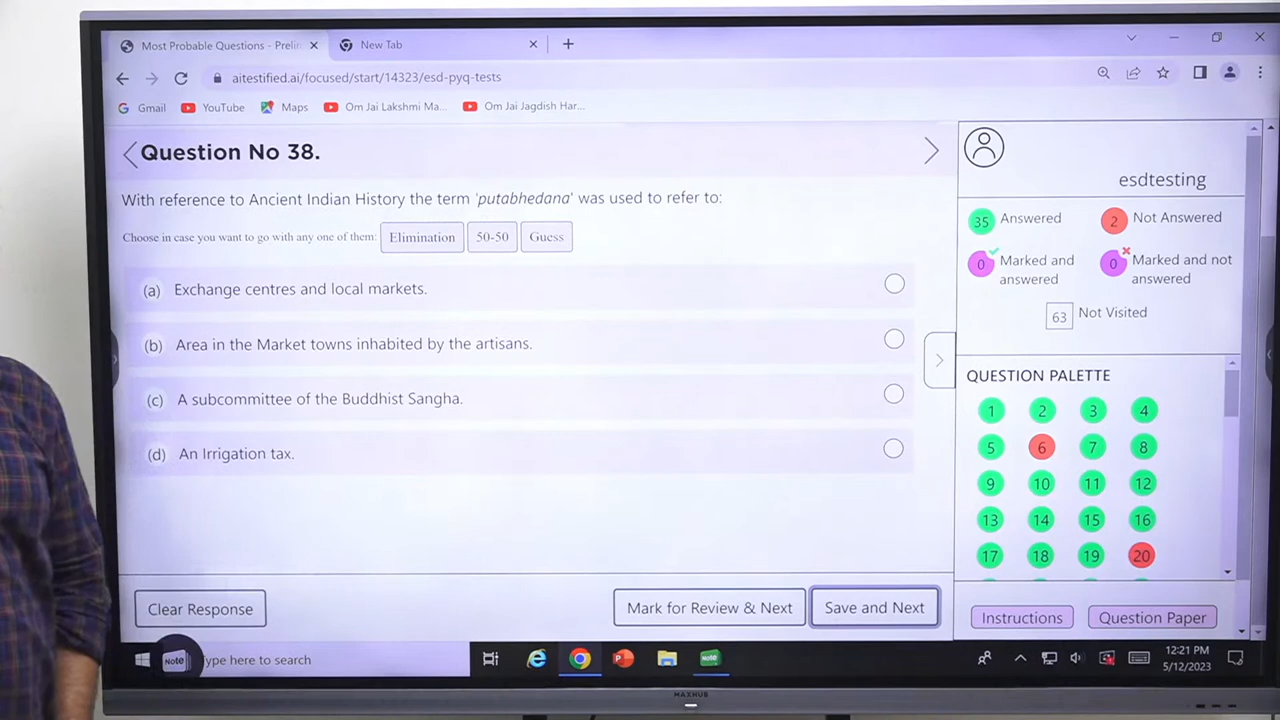 Most Probable Questions - Prelin
New Tab
aitestified.ai/focused/start/14323/esd-pyq-tests
Gmail
YouTube
Maps
Om Jai Lakshmi Ma...
Om Jai Jagdish Har...
Question No 38.
With reference to Ancient Indian History the term 'putabhedana' was used to refer to:
Choose in case you want to go with any one of them: Elimination 50-50 Guess
(a) Exchange centres and local markets.
(b) Area in the Market towns inhabited by the artisans.
(c) A subcommittee of the Buddhist Sangha.
(d) An Irrigation tax.
Clear Response
Mark for Review & Next
Save and Next
esdtesting
35 Answered
2 Not Answered
0 Marked and answered
0 Marked and not answered
63 Not Visited
QUESTION PALETTE
1 2 3 4
5 6 7 8
9 10 11 12
13 14 15 16
17 18 19 20
Instructions
Question Paper
Note
ype here to search
Note
12:21 PM
5/12/2023
MAXHUB